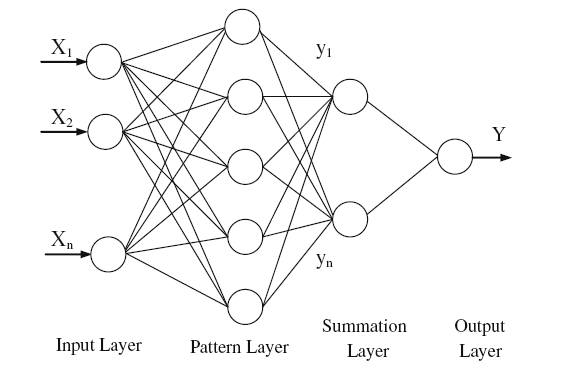 X1
X2
Xn
y1
yn
Y
Input Layer
Pattern Layer
Summation
Layer
Output
Layer